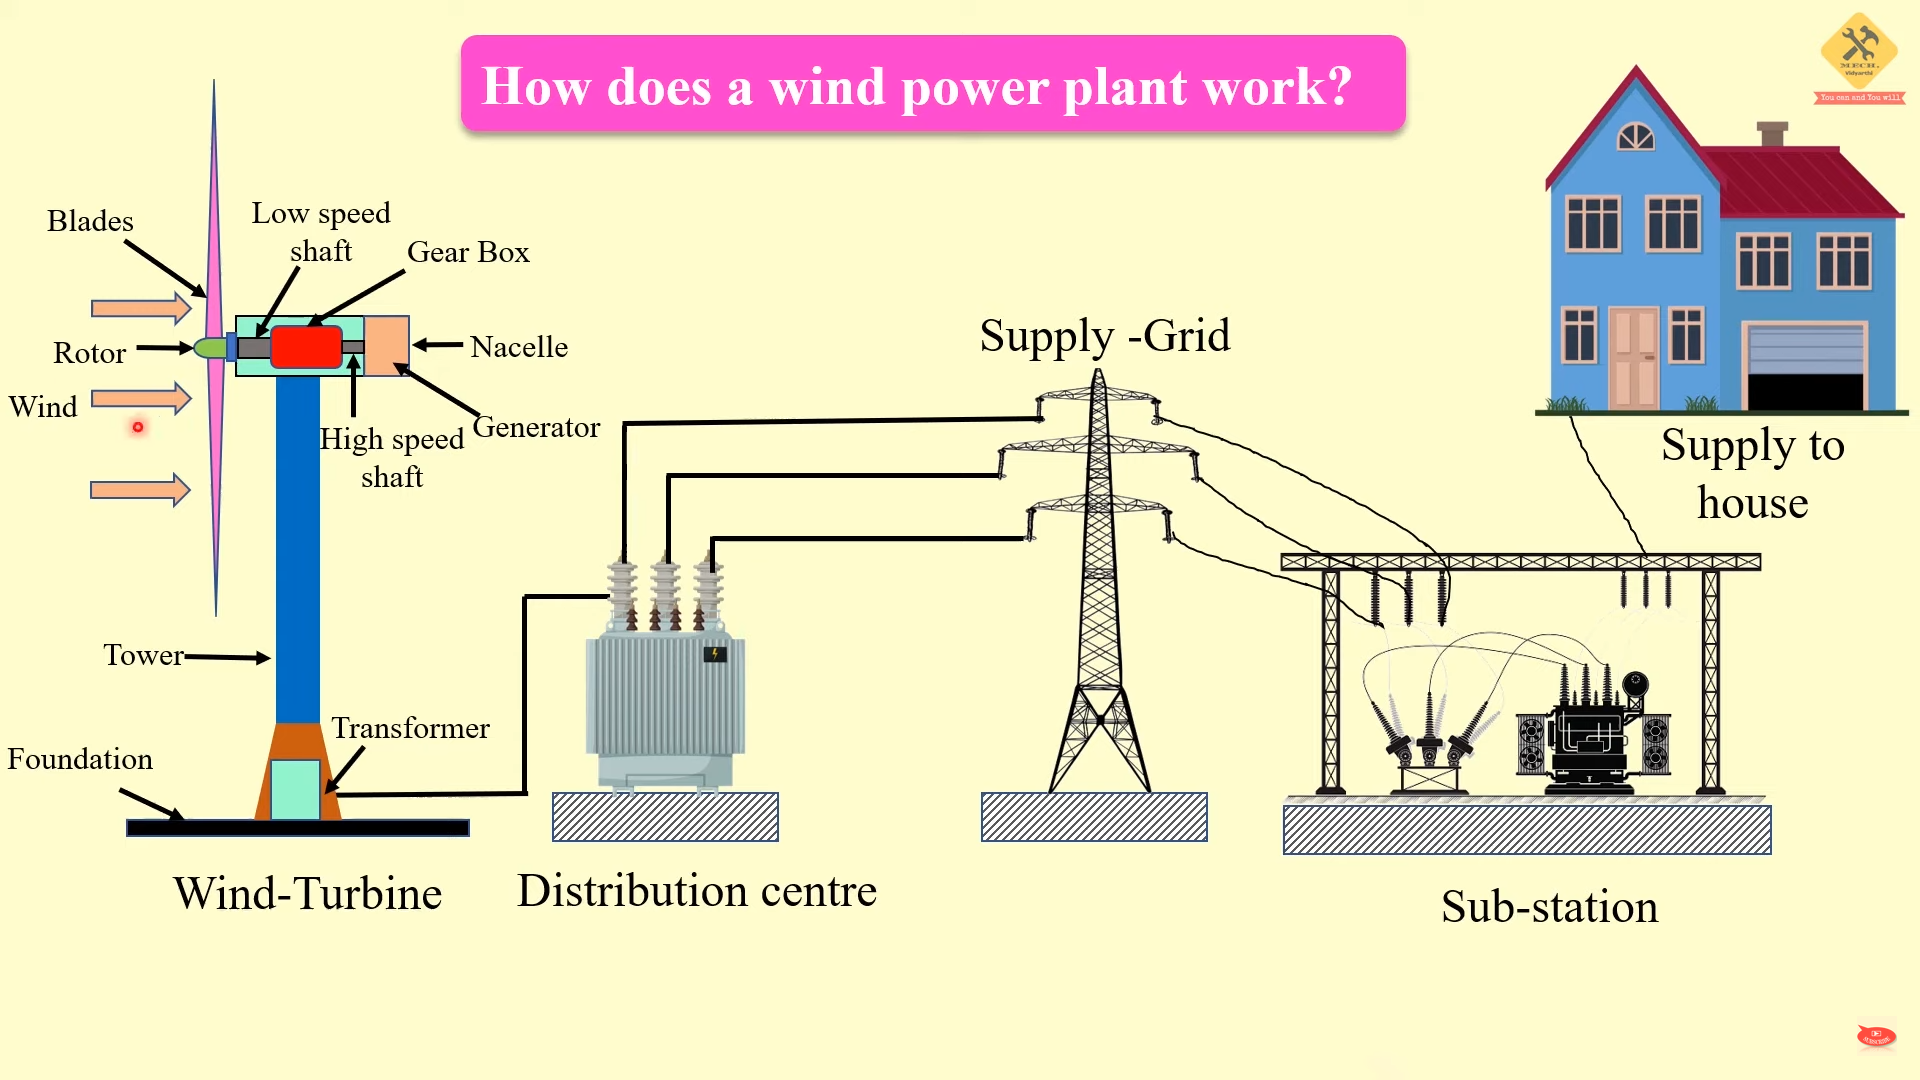 How does a wind power plant work?
MECH.
Vidyarthi
You can and You will
Blades
Low speed
shaft
Gear Box
Rotor
Nacelle
Wind
Generator
High speed
shaft
Supply -Grid
Supply to
house
Tower
Transformer
Foundation
Wind-Turbine
Distribution centre
Sub-station
SUBSCRIBE